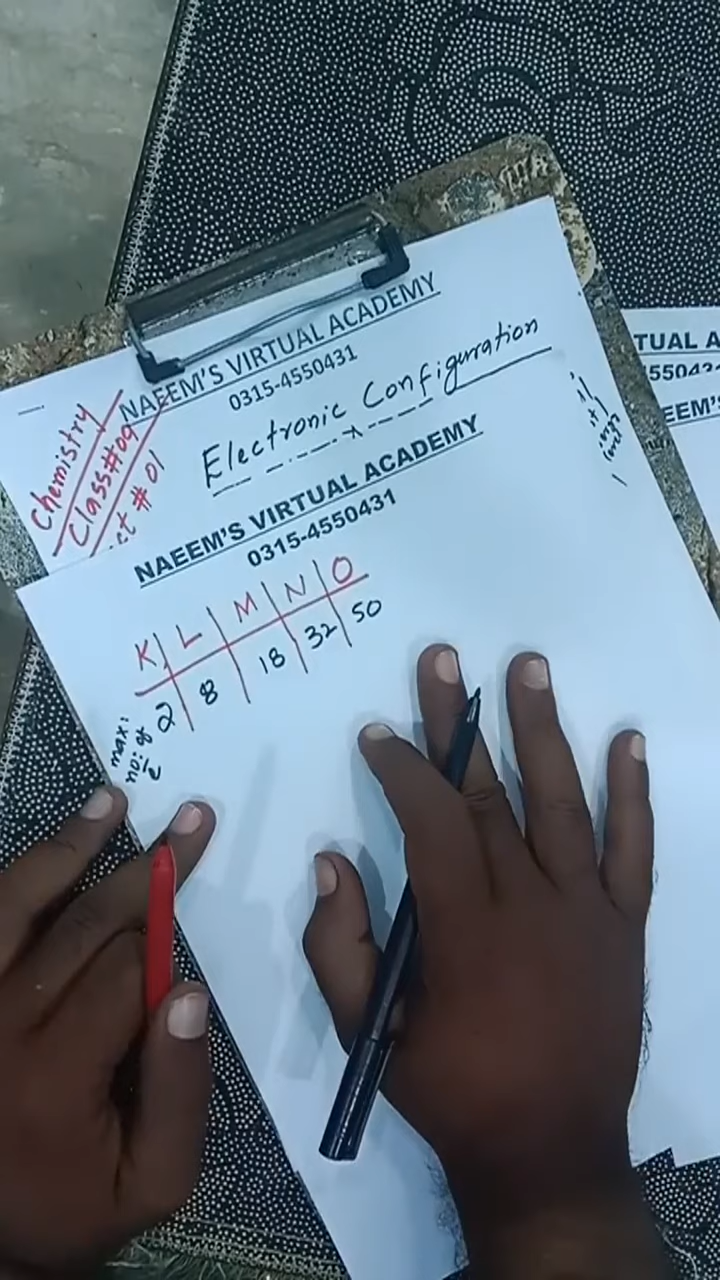 NAEEM'S VIRTUAL ACADEMY
0315-4550431
Electronic Configuration
Chemistry
Class#09
ct # 01
NAEEM'S VIRTUAL ACADEMY
0315-4550431
K L M N O
2 8 18 32 50
max:
no: of
e̅
TUAL A
EEM'S